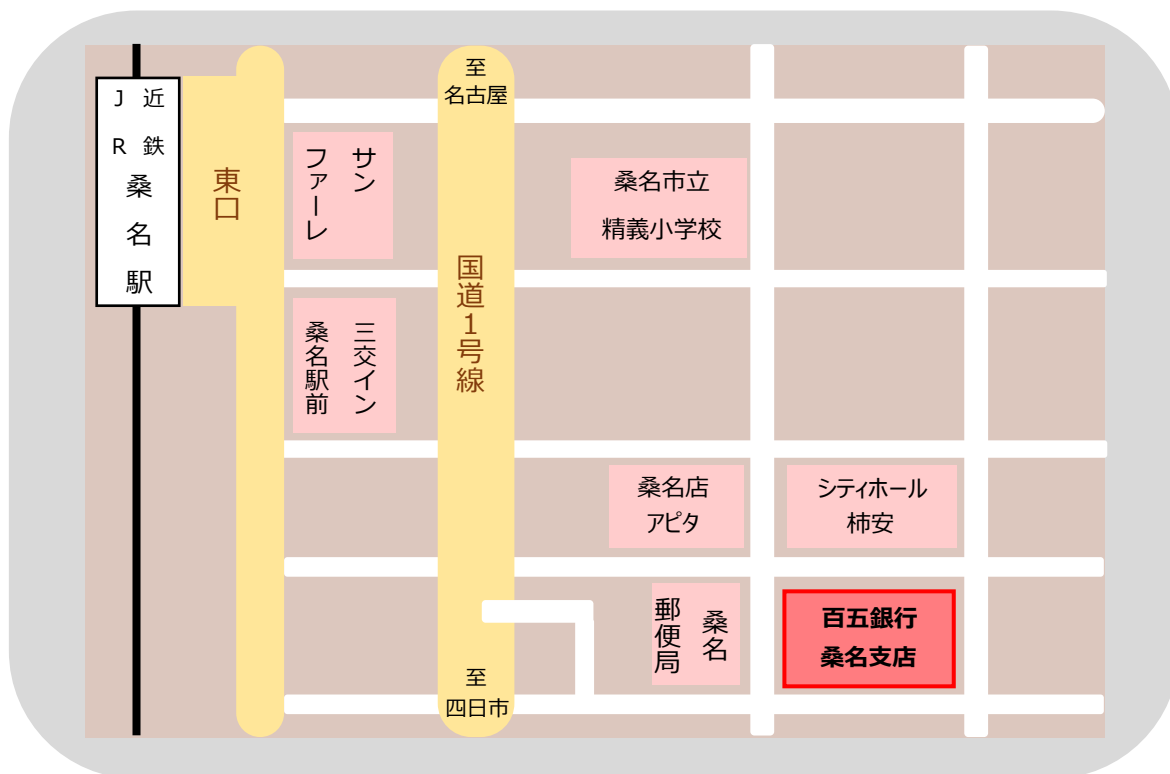 至
名古屋
近鉄
JR
桑名駅
東口
サン
ファーレ
桑名市立
精義小学校
国道1号線
三交イン
桑名駅前
桑名店
アピタ
シティホール
柿安
桑名
郵便局
百五銀行
桑名支店
至
四日市